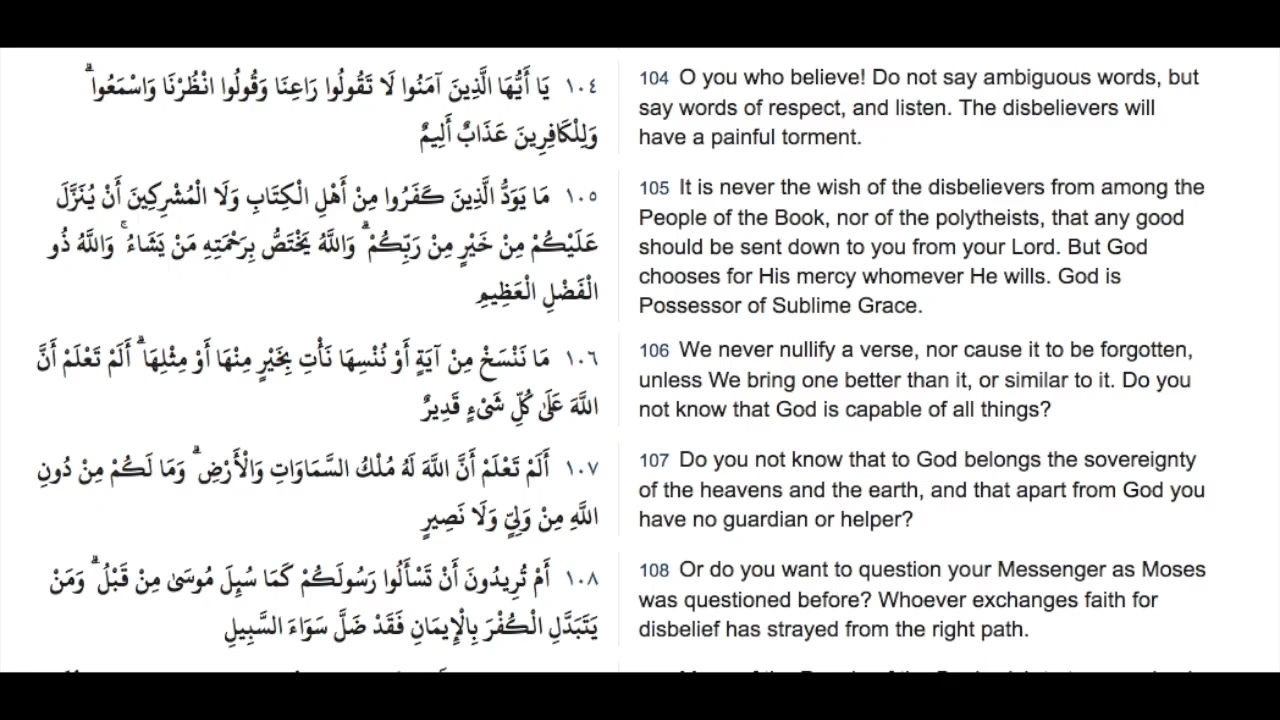 ١٠٤ يَا أَيُّهَا الَّذِينَ آمَنُوا لَا تَقُولُوا رَاعِنَا وَقُولُوا انْظُرْنَا وَاسْمَعُوا ۗ
وَلِلْكَافِرِينَ عَذَابٌ أَلِيمٌ
104 O you who believe! Do not say ambiguous words, but
say words of respect, and listen. The disbelievers will
have a painful torment.
١٠٥ مَا يَوَدُّ الَّذِينَ كَفَرُوا مِنْ أَهْلِ الْكِتَابِ وَلَا الْمُشْرِكِينَ أَنْ يُنَزَّلَ
عَلَيْكُمْ مِنْ خَيْرٍ مِنْ رَبِّكُمْ ۗ وَاللَّهُ يَخْتَصُّ بِرَحْمَتِهِ مَنْ يَشَاءُ ۚ وَاللَّهُ ذُو
الْفَضْلِ الْعَظِيمِ
105 It is never the wish of the disbelievers from among the
People of the Book, nor of the polytheists, that any good
should be sent down to you from your Lord. But God
chooses for His mercy whomever He wills. God is
Possessor of Sublime Grace.
١٠٦ مَا نَنْسَخْ مِنْ آيَةٍ أَوْ نُنْسِهَا نَأْتِ بِخَيْرٍ مِنْهَا أَوْ مِثْلِهَا ۗ أَلَمْ تَعْلَمْ أَنَّ
اللَّهَ عَلَىٰ كُلِّ شَيْءٍ قَدِيرٌ
106 We never nullify a verse, nor cause it to be forgotten,
unless We bring one better than it, or similar to it. Do you
not know that God is capable of all things?
١٠٧ أَلَمْ تَعْلَمْ أَنَّ اللَّهَ لَهُ مُلْكُ السَّمَاوَاتِ وَالْأَرْضِ ۗ وَمَا لَكُمْ مِنْ دُونِ
اللَّهِ مِنْ وَلِيٍّ وَلَا نَصِيرٍ
107 Do you not know that to God belongs the sovereignty
of the heavens and the earth, and that apart from God you
have no guardian or helper?
١٠٨ أَمْ تُرِيدُونَ أَنْ تَسْأَلُوا رَسُولَكُمْ كَمَا سُئِلَ مُوسَىٰ مِنْ قَبْلُ ۗ وَمَنْ
يَتَبَدَّلِ الْكُفْرَ بِالْإِيمَانِ فَقَدْ ضَلَّ سَوَاءَ السَّبِيلِ
108 Or do you want to question your Messenger as Moses
was questioned before? Whoever exchanges faith for
disbelief has strayed from the right path.